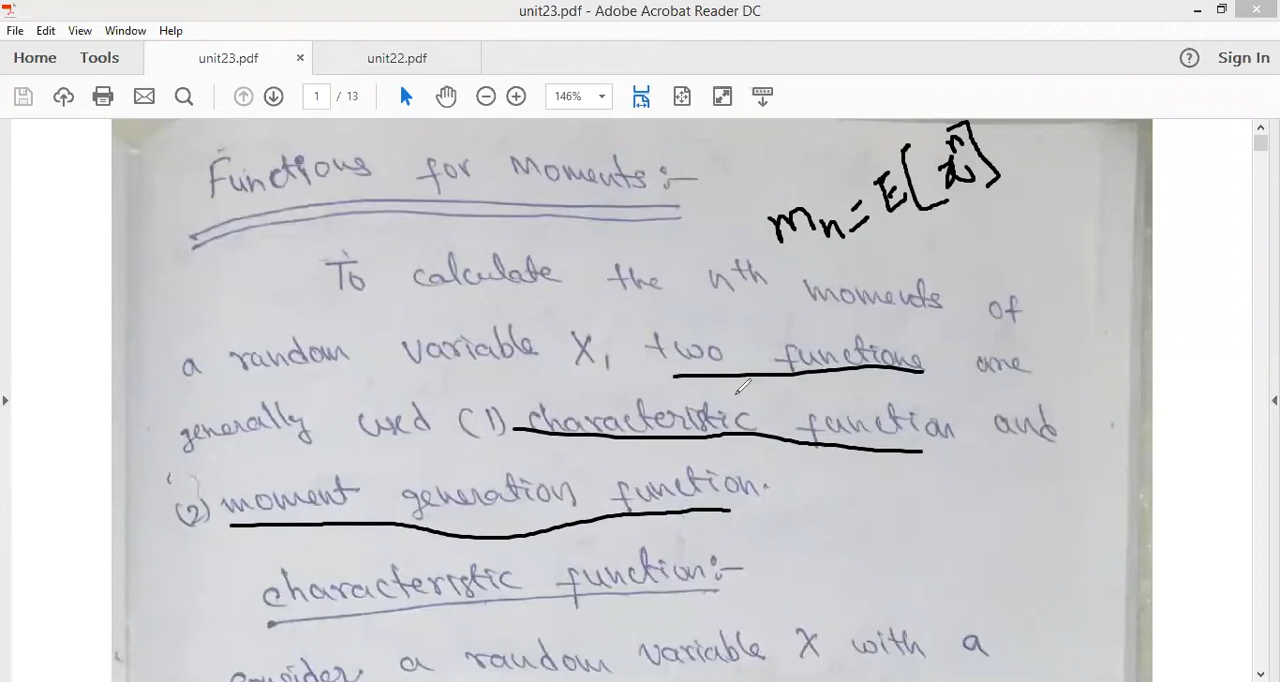 unit23.pdf - Adobe Acrobat Reader DC
File Edit View Window Help
Home Tools unit23.pdf × unit22.pdf ? Sign In
1 / 13 146%
Functions for Moments:-
mn = E[xⁿ]
To calculate the nth moments of
a random variable X, two functions are
generally used (1) characteristic function and
(2) moment generation function.
characteristic function:-
consider a random variable X with a